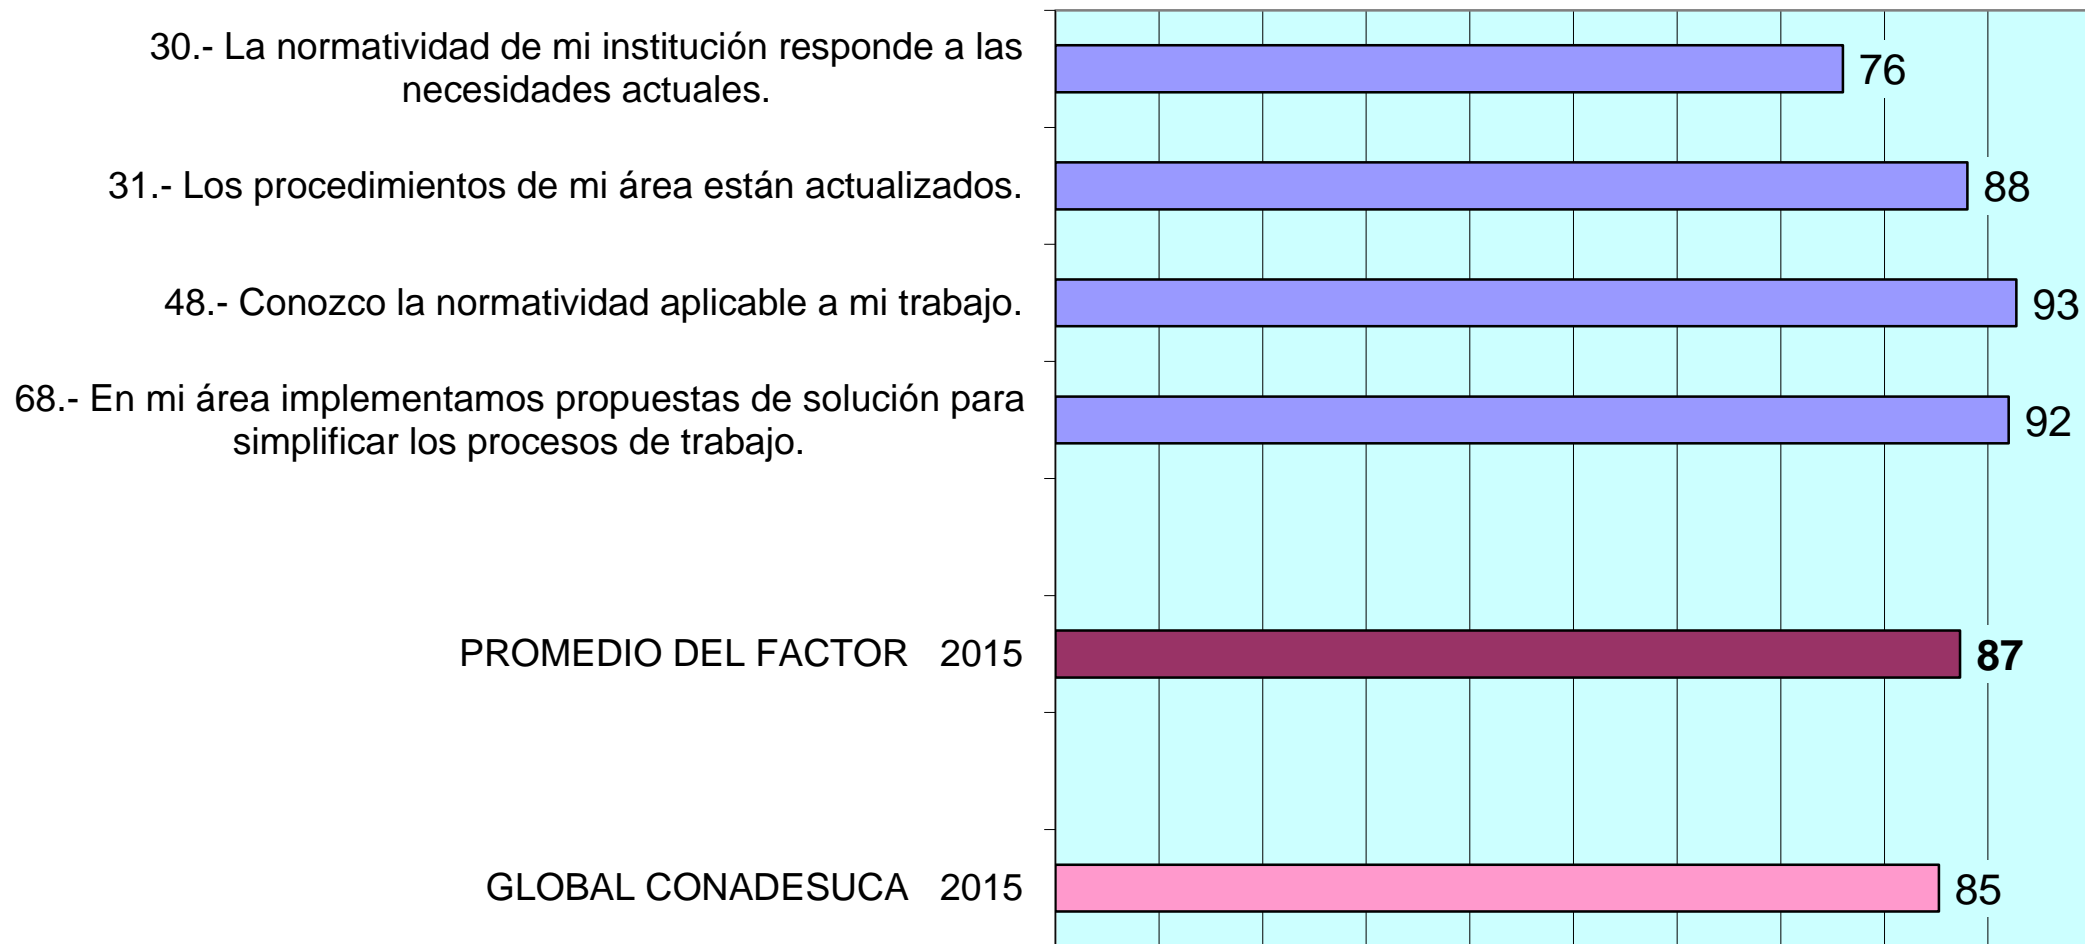 30.- La normatividad de mi institución responde a las
necesidades actuales.
76
31.- Los procedimientos de mi área están actualizados.
88
48.- Conozco la normatividad aplicable a mi trabajo.
93
68.- En mi área implementamos propuestas de solución para
simplificar los procesos de trabajo.
92
PROMEDIO DEL FACTOR 2015
87
GLOBAL CONADESUCA 2015
85